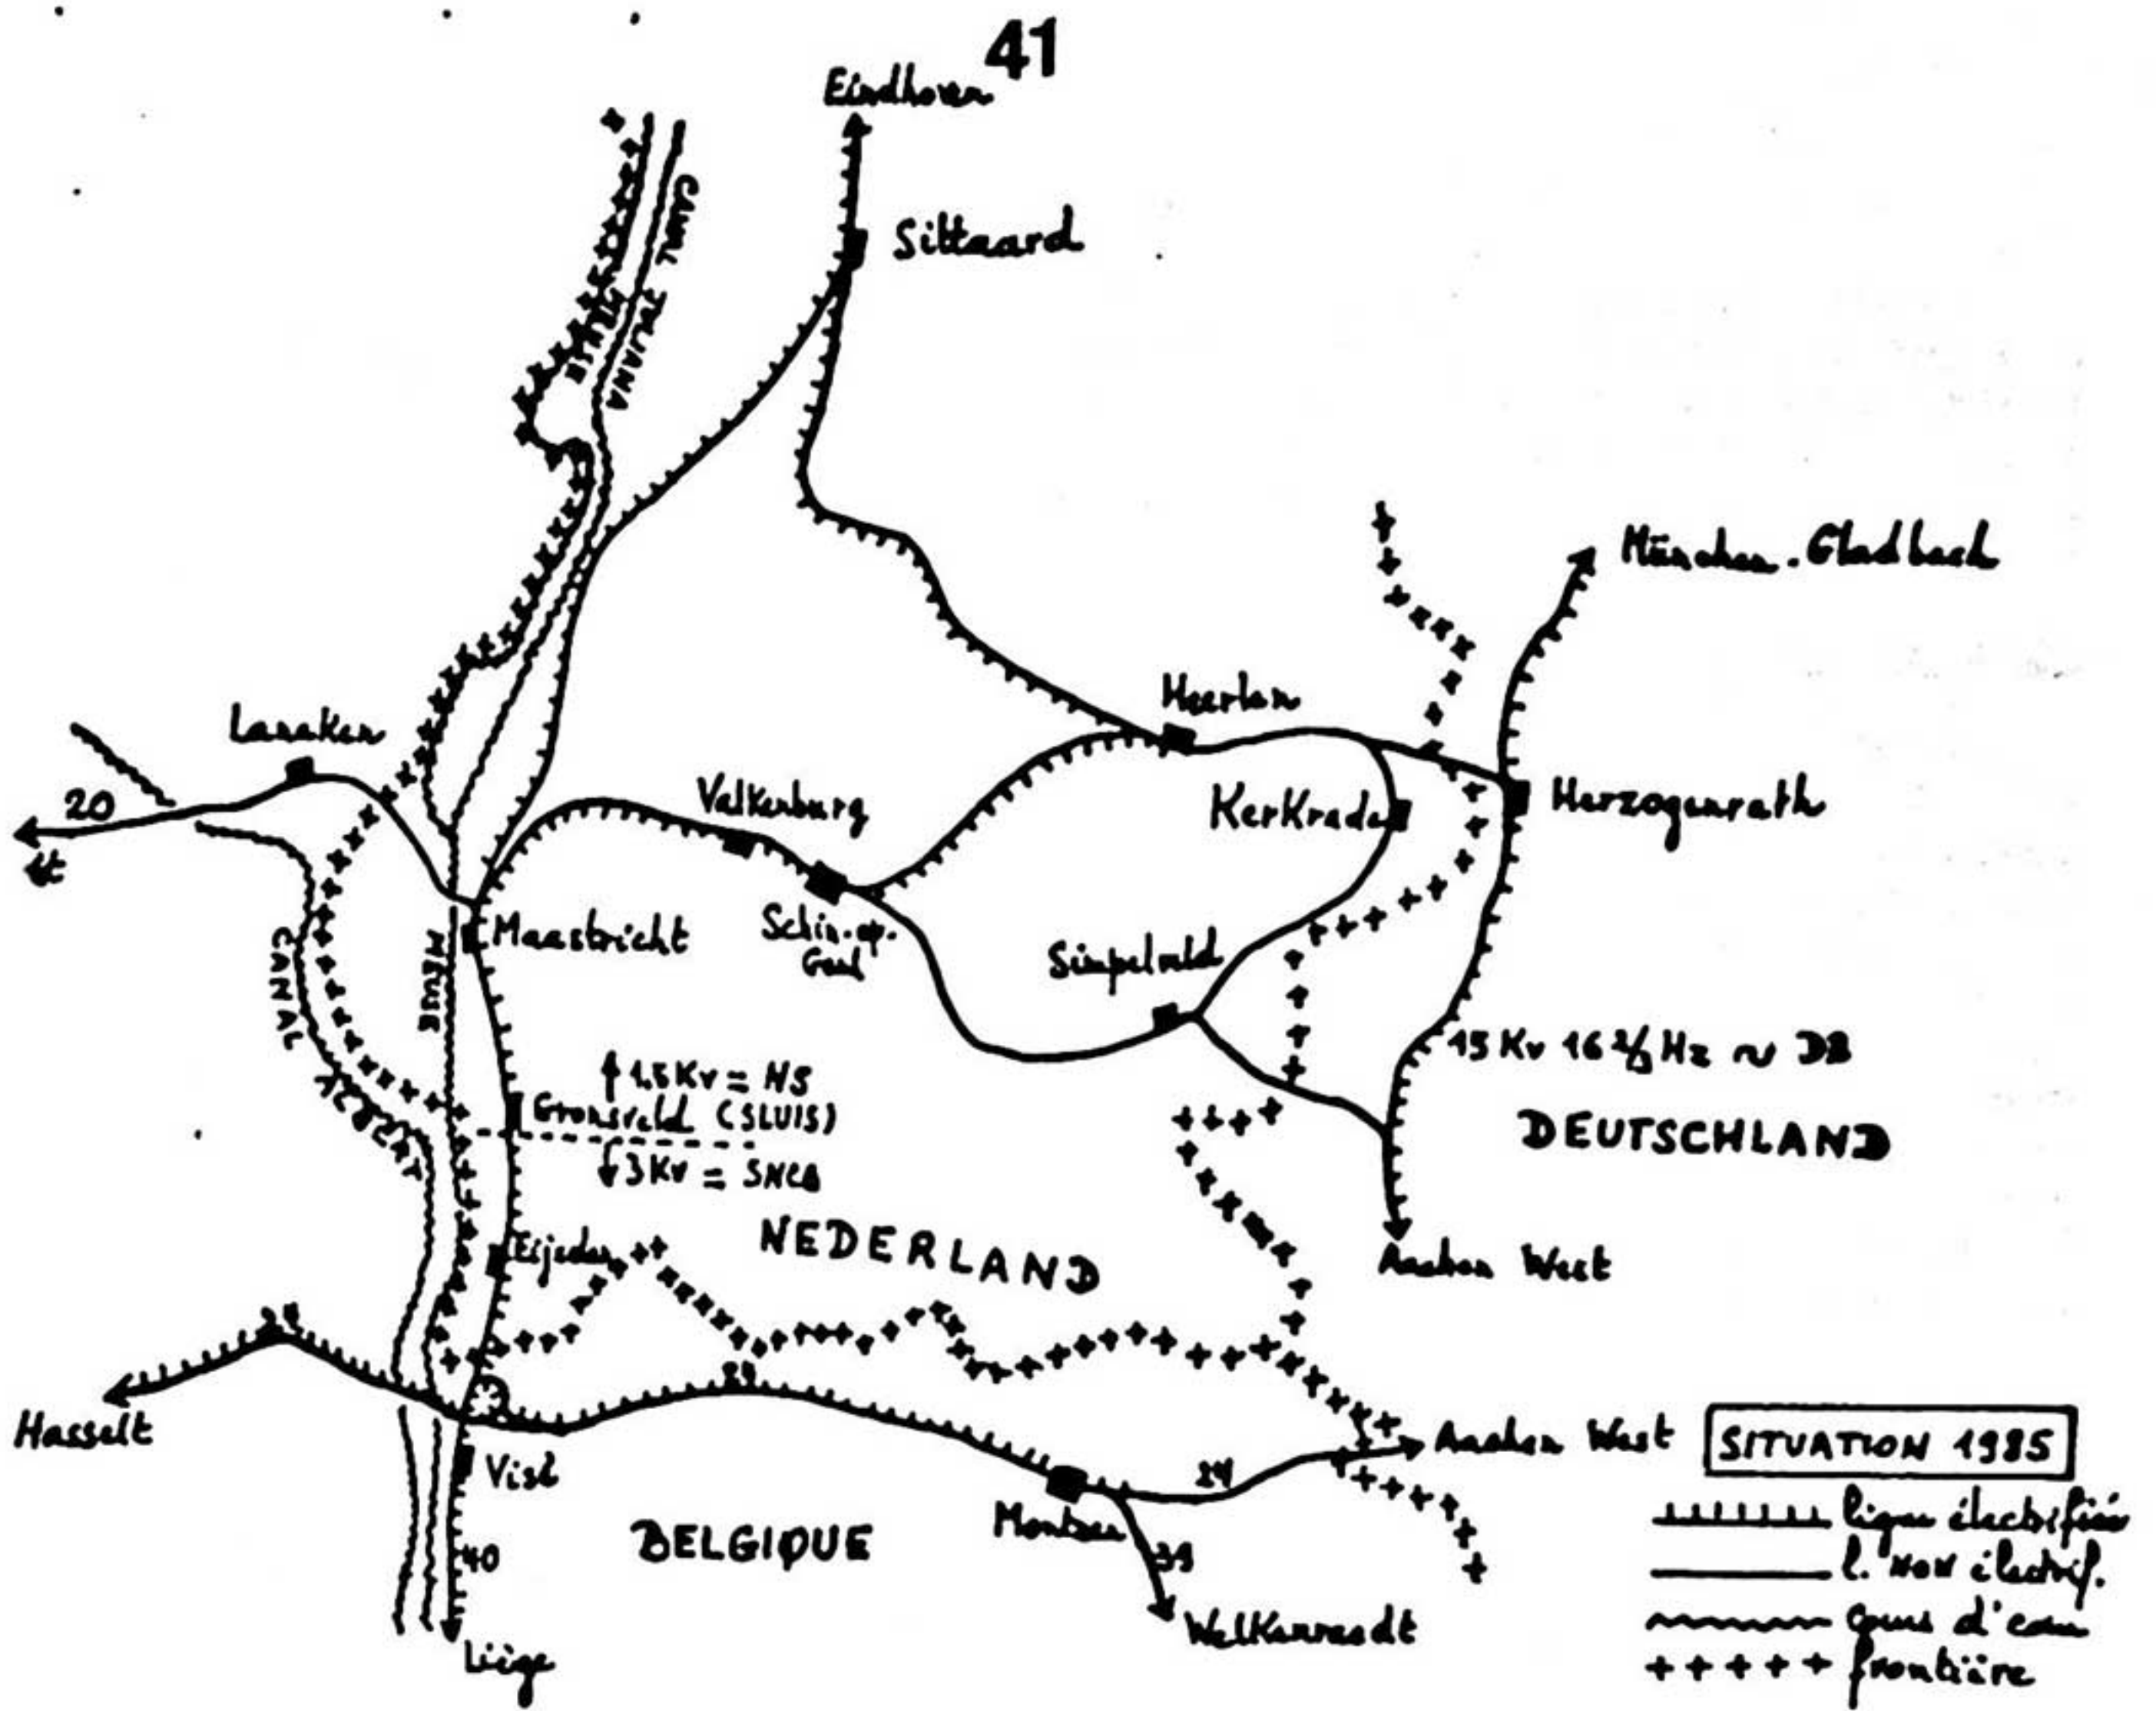 41
Eindhoven
CANAL JULIANA
MEUSE
Sittaard
München.Gladbach
Heerlen
Lanaken
20
Valkenburg
Kerkrade
Herzogenrath
Maastricht
Schin.op.
Geul
Simpelveld
CANAL
ALBERT
MEUSE
15 Kv 16 2/3 Hz ~ DB
1,5 Kv = NS
Gronsveld (SLUIS)
3 Kv = SNCB
DEUTSCHLAND
NEDERLAND
Eijsden
Aachen West
24
Hasselt
Visé
24
Aachen West
SITUATION 1985
Montzen
BELGIQUE
40
39
Welkenraedt
Liège
ligne électrifiée
l. non électrif.
cours d'eau
frontière